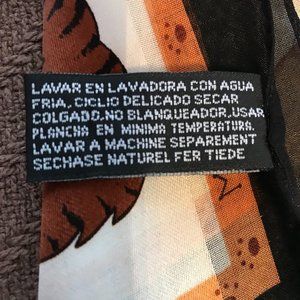 LAVAR EN LAVADORA CON AGUA
FRIA. CICLIO DELICADO SECAR
COLGADO.NO BLANQUEADOR.USAR
PLANCHA EN MINIMA TEMPERATURA.
LAVAR A MACHINE SEPAREMENT
SECHASE NATUREL FER TIEDE